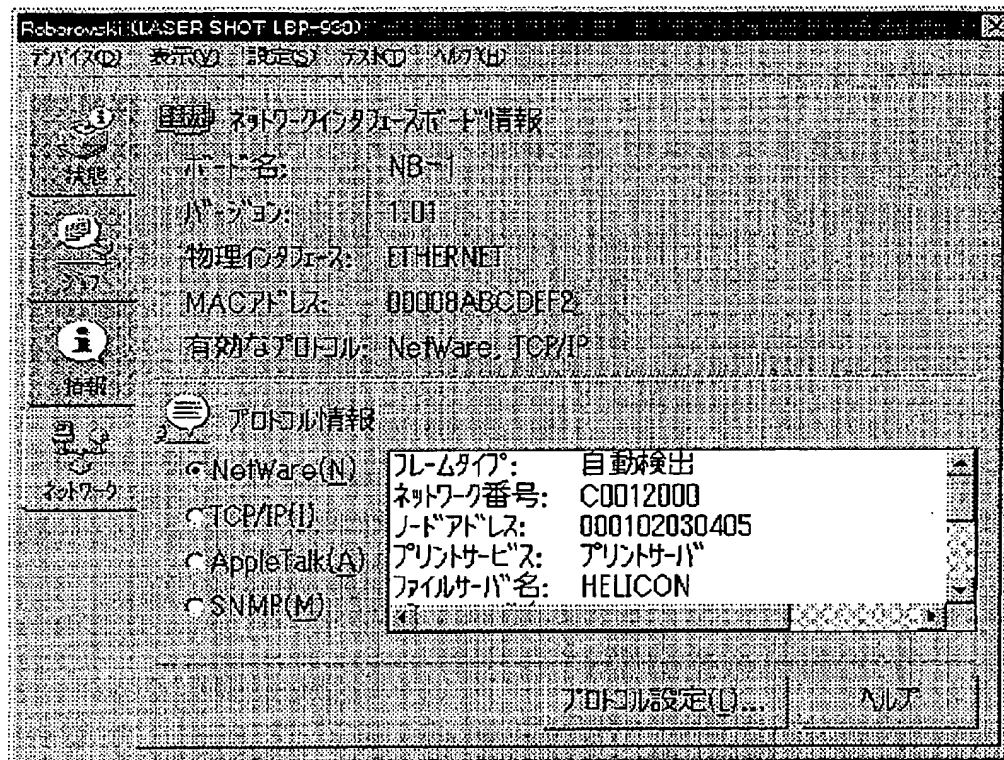 Roborovski (LASER SHOT LBP-930)
デバイス(D) 表示(V) 設定(S) テスト(T) ヘルプ(H)
状態
ジョブ
情報
ネットワーク
ネットワークインタフェースボード情報
ボード名: NB-1
バージョン: 1.01
物理インタフェース: ETHERNET
MACアドレス: 00008ABCDEF2
有効なプロトコル: NetWare, TCP/IP
プロトコル情報
NetWare(N)
TCP/IP(I)
AppleTalk(A)
SNMP(M)
フレームタイプ: 自動検出
ネットワーク番号: C0012000
ノードアドレス: 000102030405
プリントサービス: プリントサーバ
ファイルサーバ名: HELICON
プロトコル設定(L)...
ヘルプ